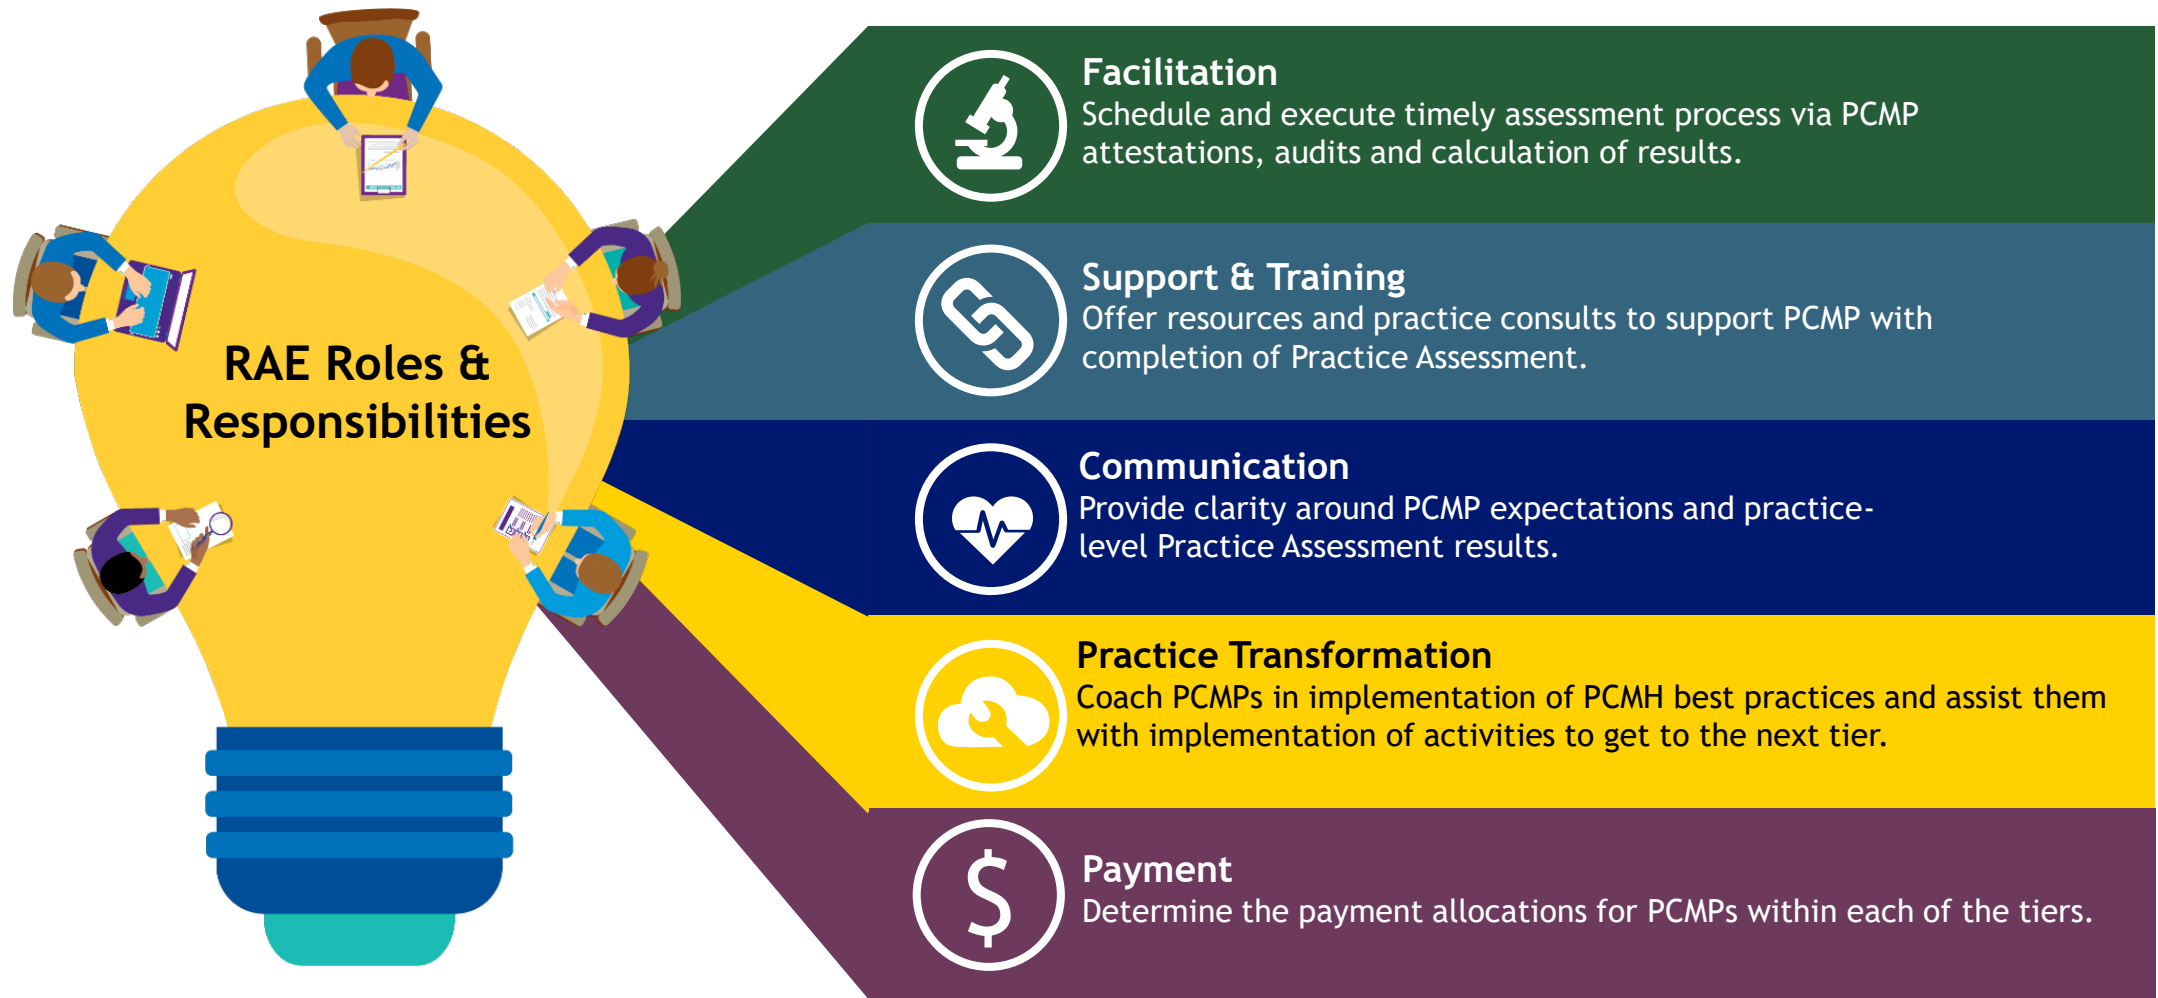 RAE Roles &
Responsibilities
Facilitation
Schedule and execute timely assessment process via PCMP
attestations, audits and calculation of results.
Support & Training
Offer resources and practice consults to support PCMP with
completion of Practice Assessment.
Communication
Provide clarity around PCMP expectations and practice-
level Practice Assessment results.
Practice Transformation
Coach PCMPs in implementation of PCMH best practices and assist them
with implementation of activities to get to the next tier.
$
Payment
Determine the payment allocations for PCMPs within each of the tiers.